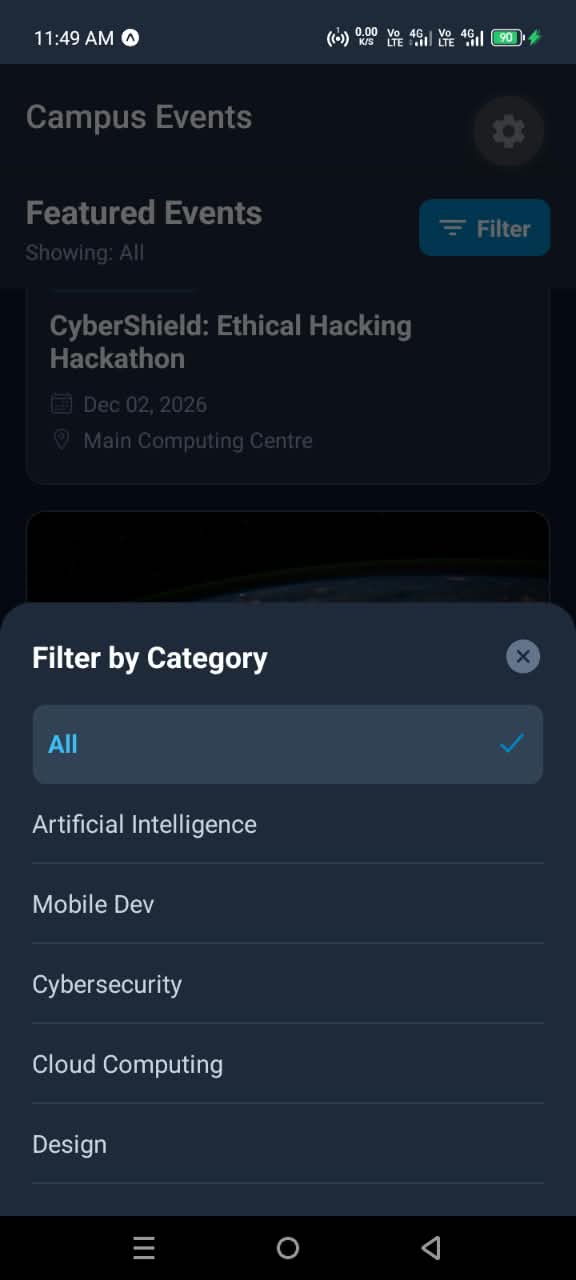 11:49 AM
0.00 K/S Vo LTE 4G Vo LTE 4G 90
Campus Events
Featured Events
Showing: All
Filter
CyberShield: Ethical Hacking
Hackathon
Dec 02, 2026
Main Computing Centre
Filter by Category
All
Artificial Intelligence
Mobile Dev
Cybersecurity
Cloud Computing
Design